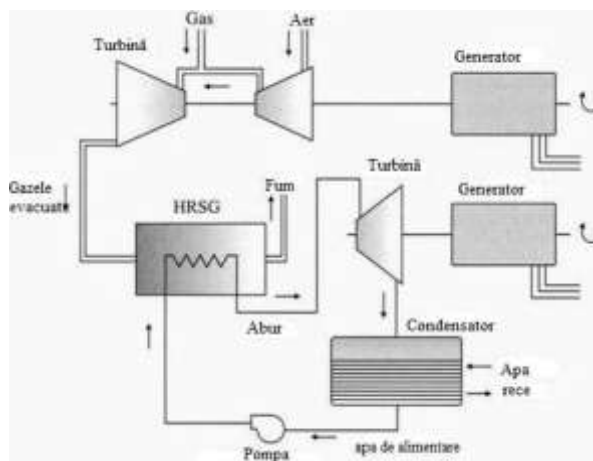 Gas
Aer
Turbină
Generator
Turbină
Generator
Gazele
evacuate
HRSG
Fum
Abur
Condensator
Apa
rece
Pompa
apa de alimentare